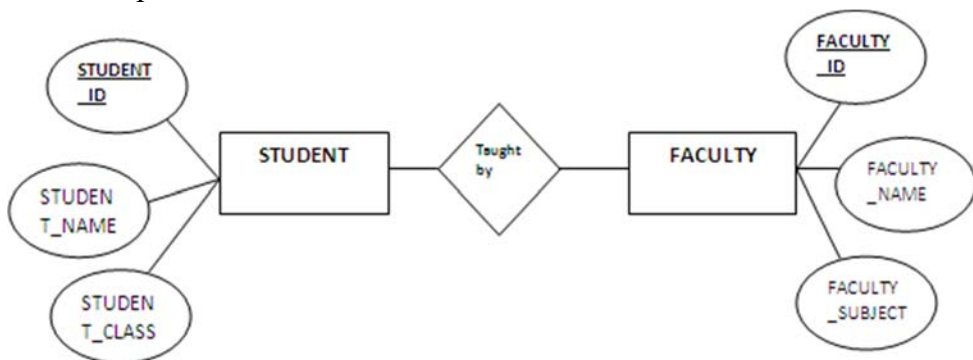 STUDENT
_ID
STUDEN
T_NAME
STUDEN
T_CLASS
STUDENT
Taught
by
FACULTY
FACULTY
_ID
FACULTY
_NAME
FACULTY
_SUBJECT